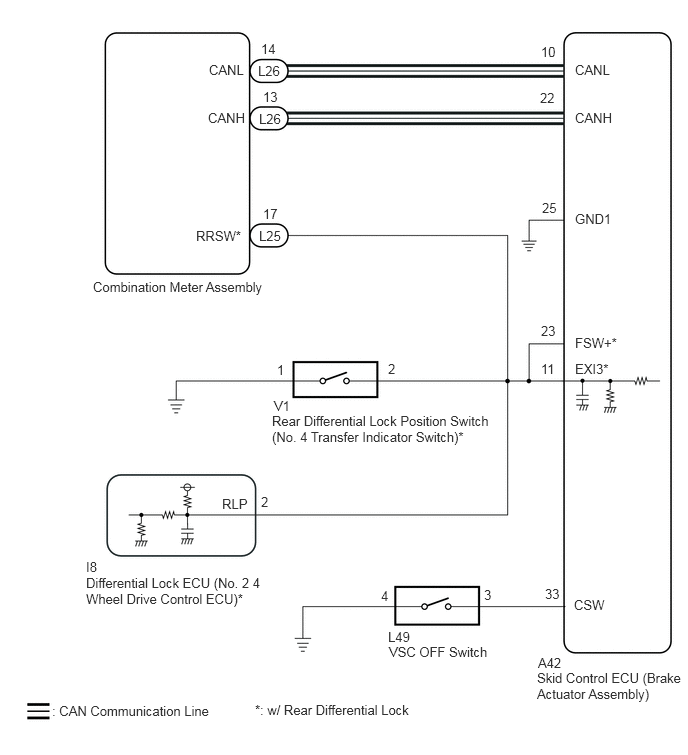 14
10
CANL
L26
CANL
13
22
CANH
L26
CANH
17
25
GND1
RRSW*
L25
Combination Meter Assembly
23
FSW+*
1
2
11
EXI3*
V1
Rear Differential Lock Position Switch
(No. 4 Transfer Indicator Switch)*
RLP
2
I8
Differential Lock ECU (No. 2 4
Wheel Drive Control ECU)*
4
3
33
CSW
L49
VSC OFF Switch
A42
Skid Control ECU (Brake
Actuator Assembly)
: CAN Communication Line
*: w/ Rear Differential Lock